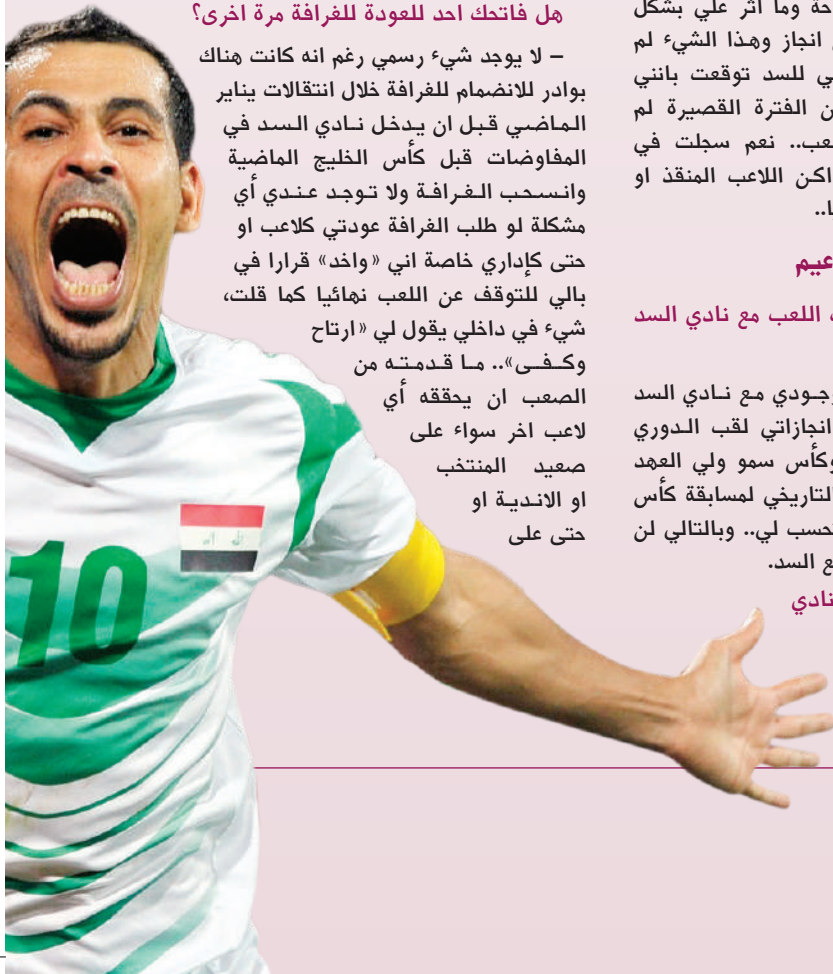 حة وما اثر علي بشكل
انجاز وهذا الشيء لم
ي للسد توقعت بانني
ن الفترة القصيرة لم
عب.. نعم سجلت في
اكن اللاعب المنقذ او
ا..
عيم
اللعب مع نادي السد
وجودي مع نادي السد
انجازاتي لقب الدوري
وكأس سمو ولي العهد
لتاريخي لمسابقة كأس
حسب لي.. وبالتالي لن
ع السد.
نادي
هل فاتحك احد للعودة للغرافة مرة اخرى؟
– لا يوجد شيء رسمي رغم انه كانت هناك
بوادر للانضمام للغرافة خلال انتقالات يناير
الماضي قبل ان يدخل نادي السد في
المفاوضات قبل كأس الخليج الماضية
وانسحب الغرافة ولا توجد عندي أي
مشكلة لو طلب الغرافة عودتي كلاعب او
حتى كإداري خاصة اني «واخد» قرارا في
بالي للتوقف عن اللعب نهائيا كما قلت،
شيء في داخلي يقول لي «ارتاح
وكفى».. ما قدمته من
الصعب ان يحققه أي
لاعب اخر سواء على
صعيد المنتخب
او الاندية او
حتى على
10